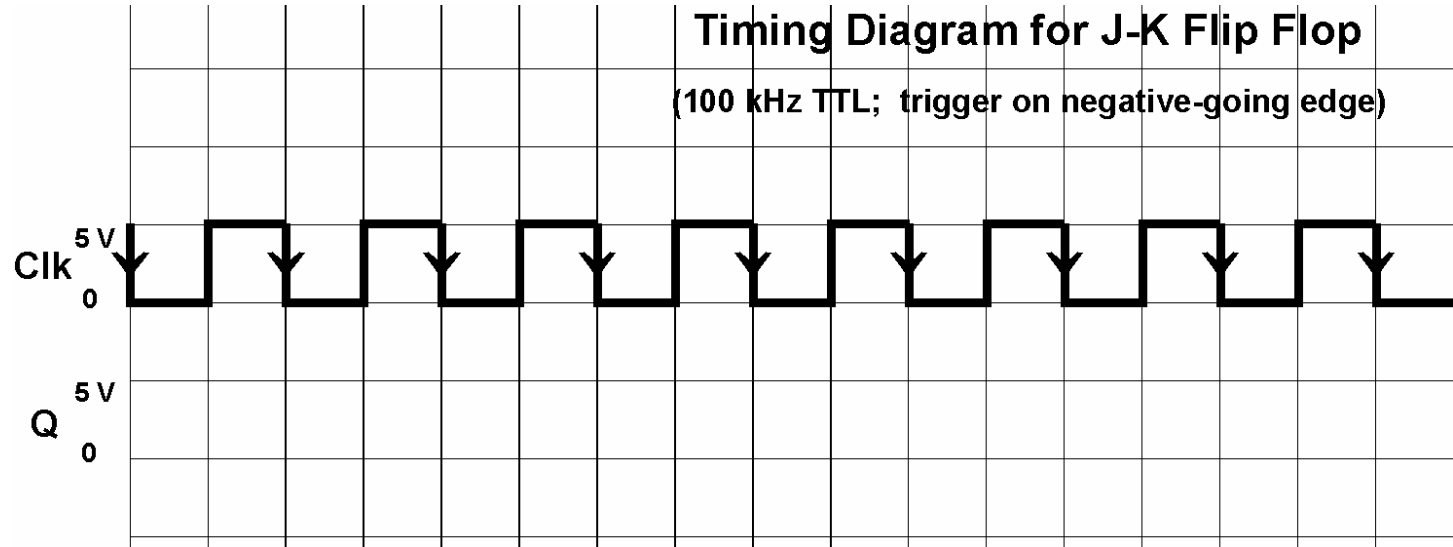 Timing Diagram for J-K Flip Flop
(100 kHz TTL; trigger on negative-going edge)
5 V
Clk
0
5 V
Q
0